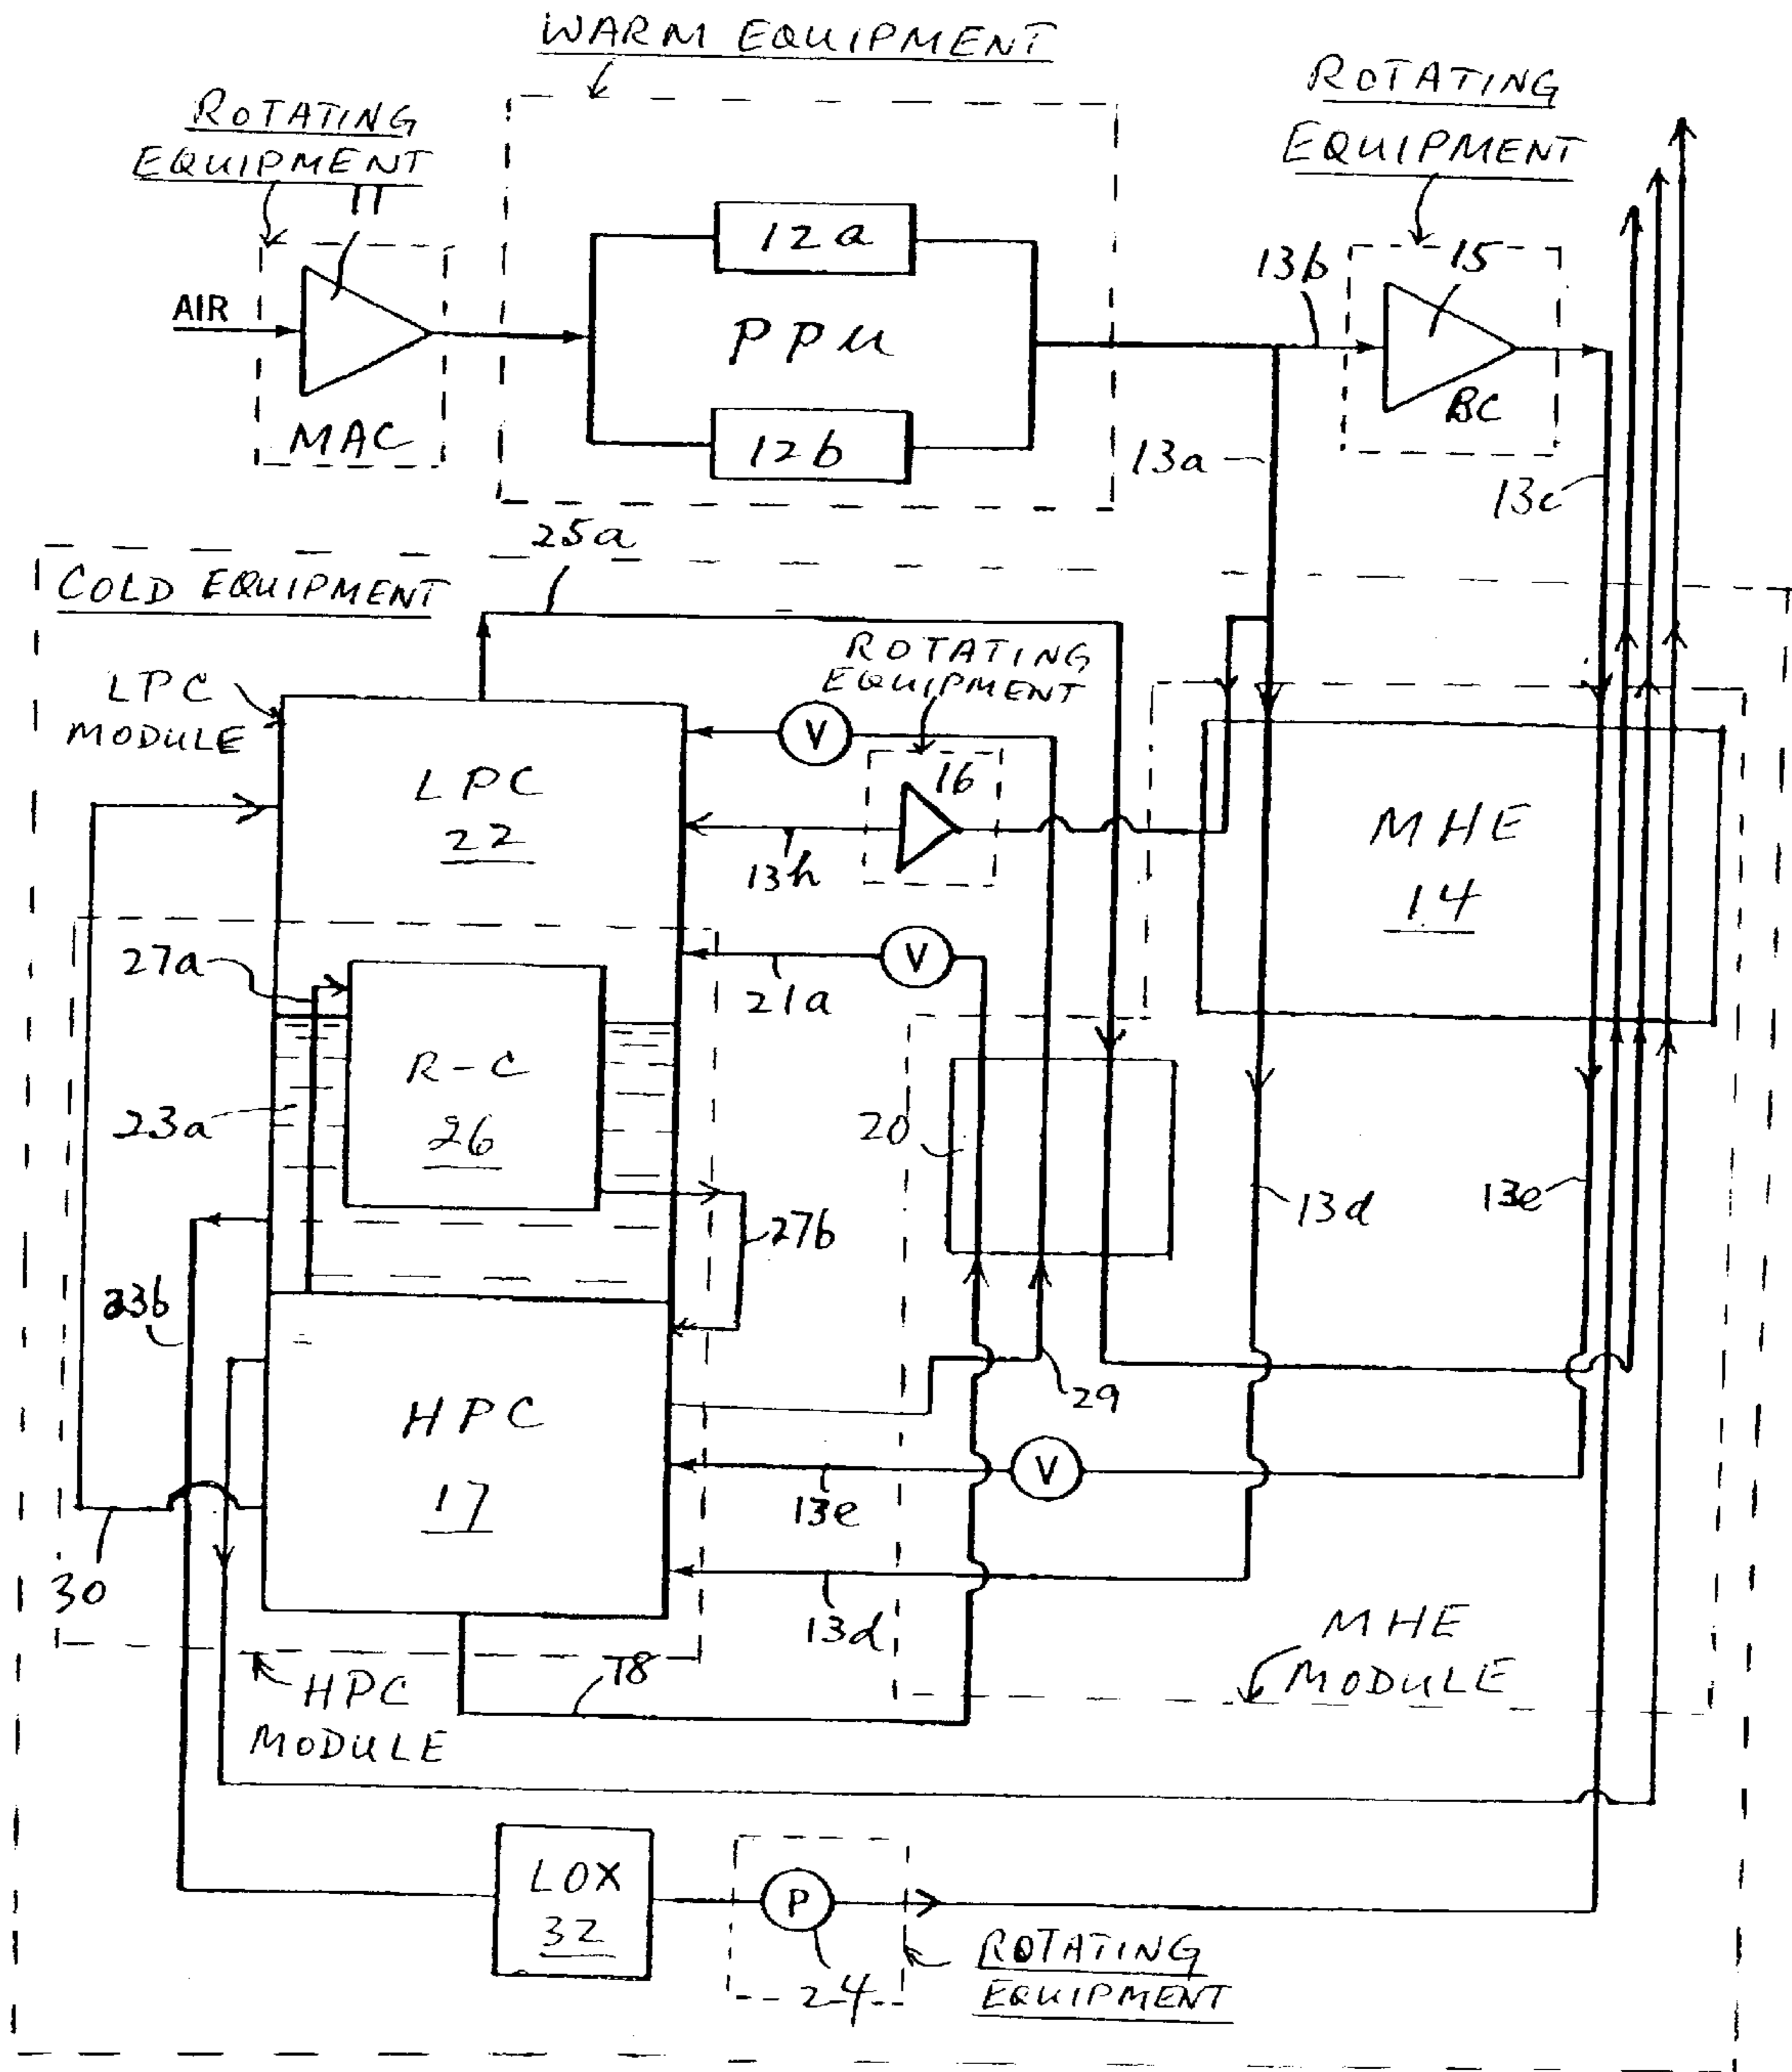 WARM EQUIPMENT
ROTATING
EQUIPMENT
ROTATING
EQUIPMENT
11
12a
15
13b
AIR
PPU
BC
MAC
12b
13a
13c
25a
COLD EQUIPMENT
ROTATING
EQUIPMENT
LPC
MODULE
V
16
LPC
22
MHE
14
13h
27a
V
21a
R-C
26
23a
20
13d
13e
27b
23b
29
HPC
17
V
13e
30
13d
MHE
MODULE
18
HPC
MODULE
LOX
32
P
24
ROTATING
EQUIPMENT